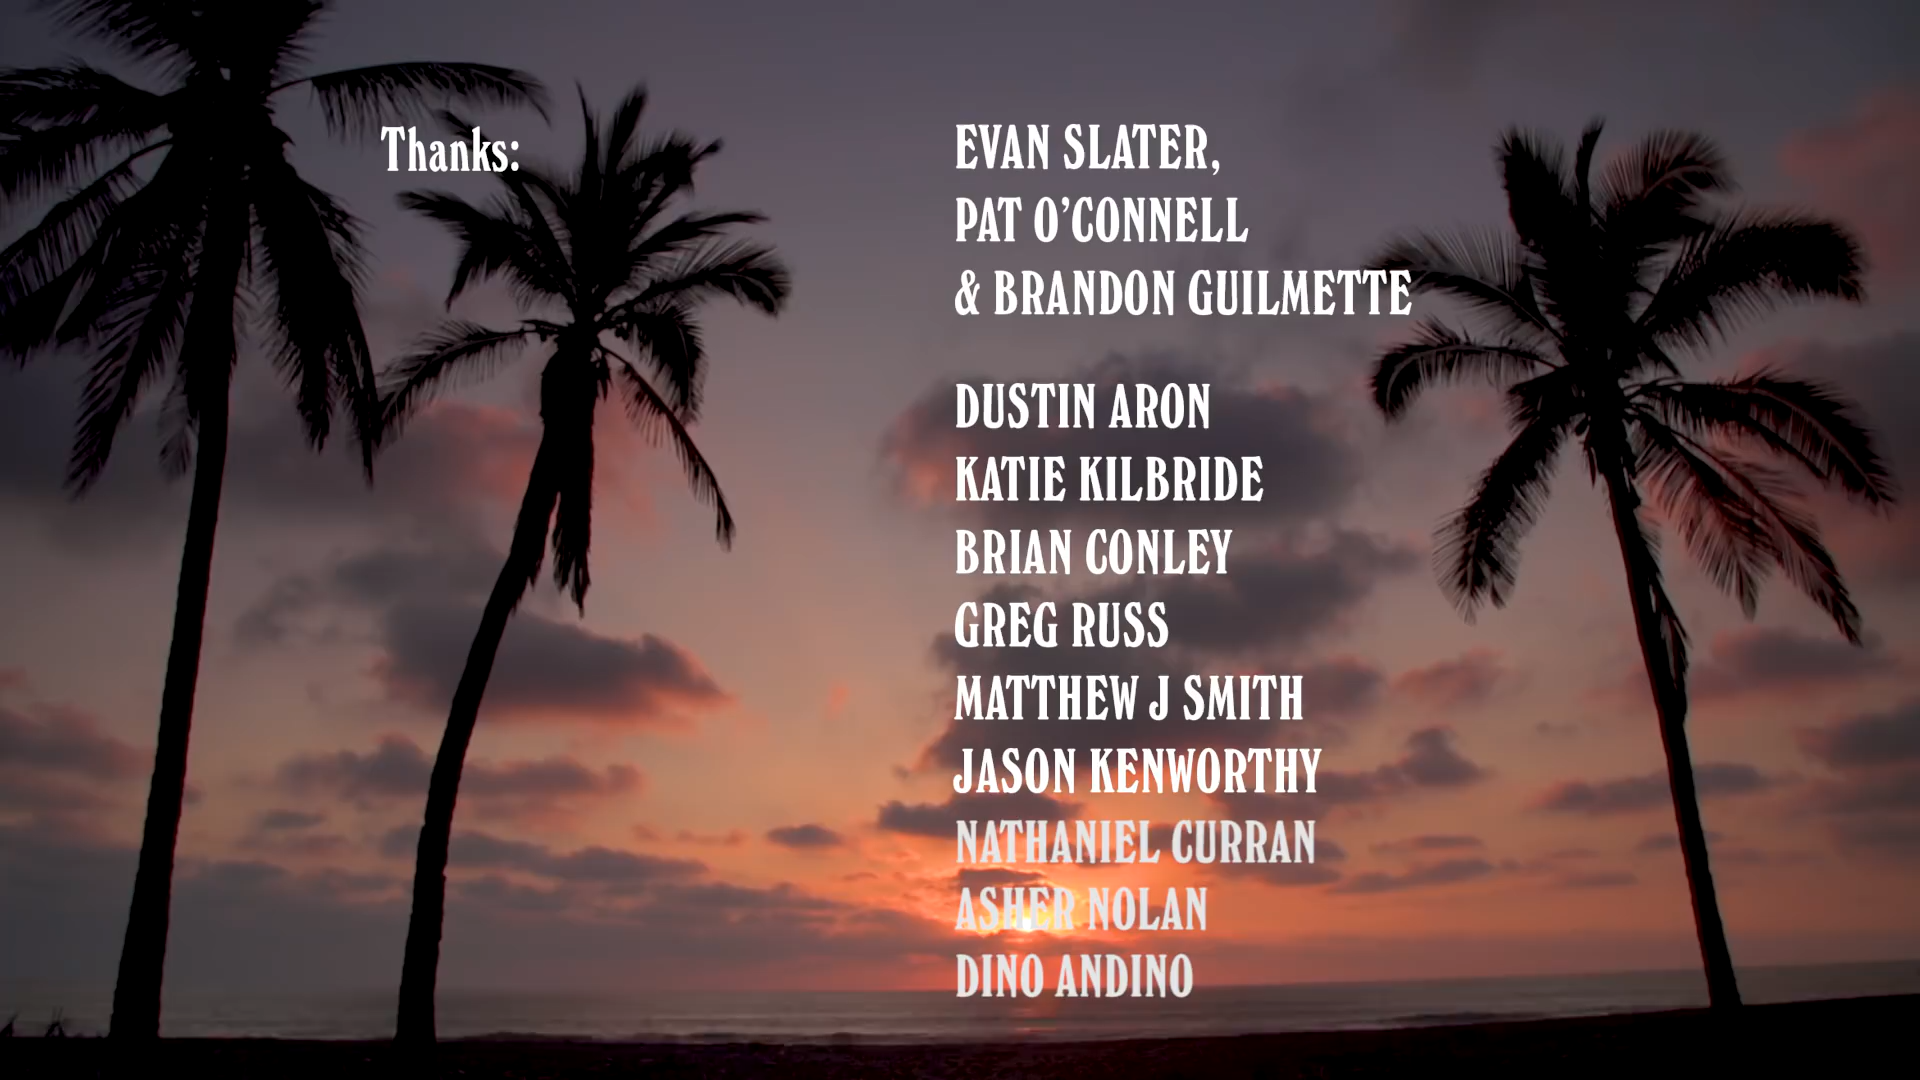 Thanks:
EVAN SLATER,
PAT O’CONNELL
& BRANDON GUILMETTE
DUSTIN ARON
KATIE KILBRIDE
BRIAN CONLEY
GREG RUSS
MATTHEW J SMITH
JASON KENWORTHY
NATHANIEL CURRAN
ASHER NOLAN
DINO ANDINO